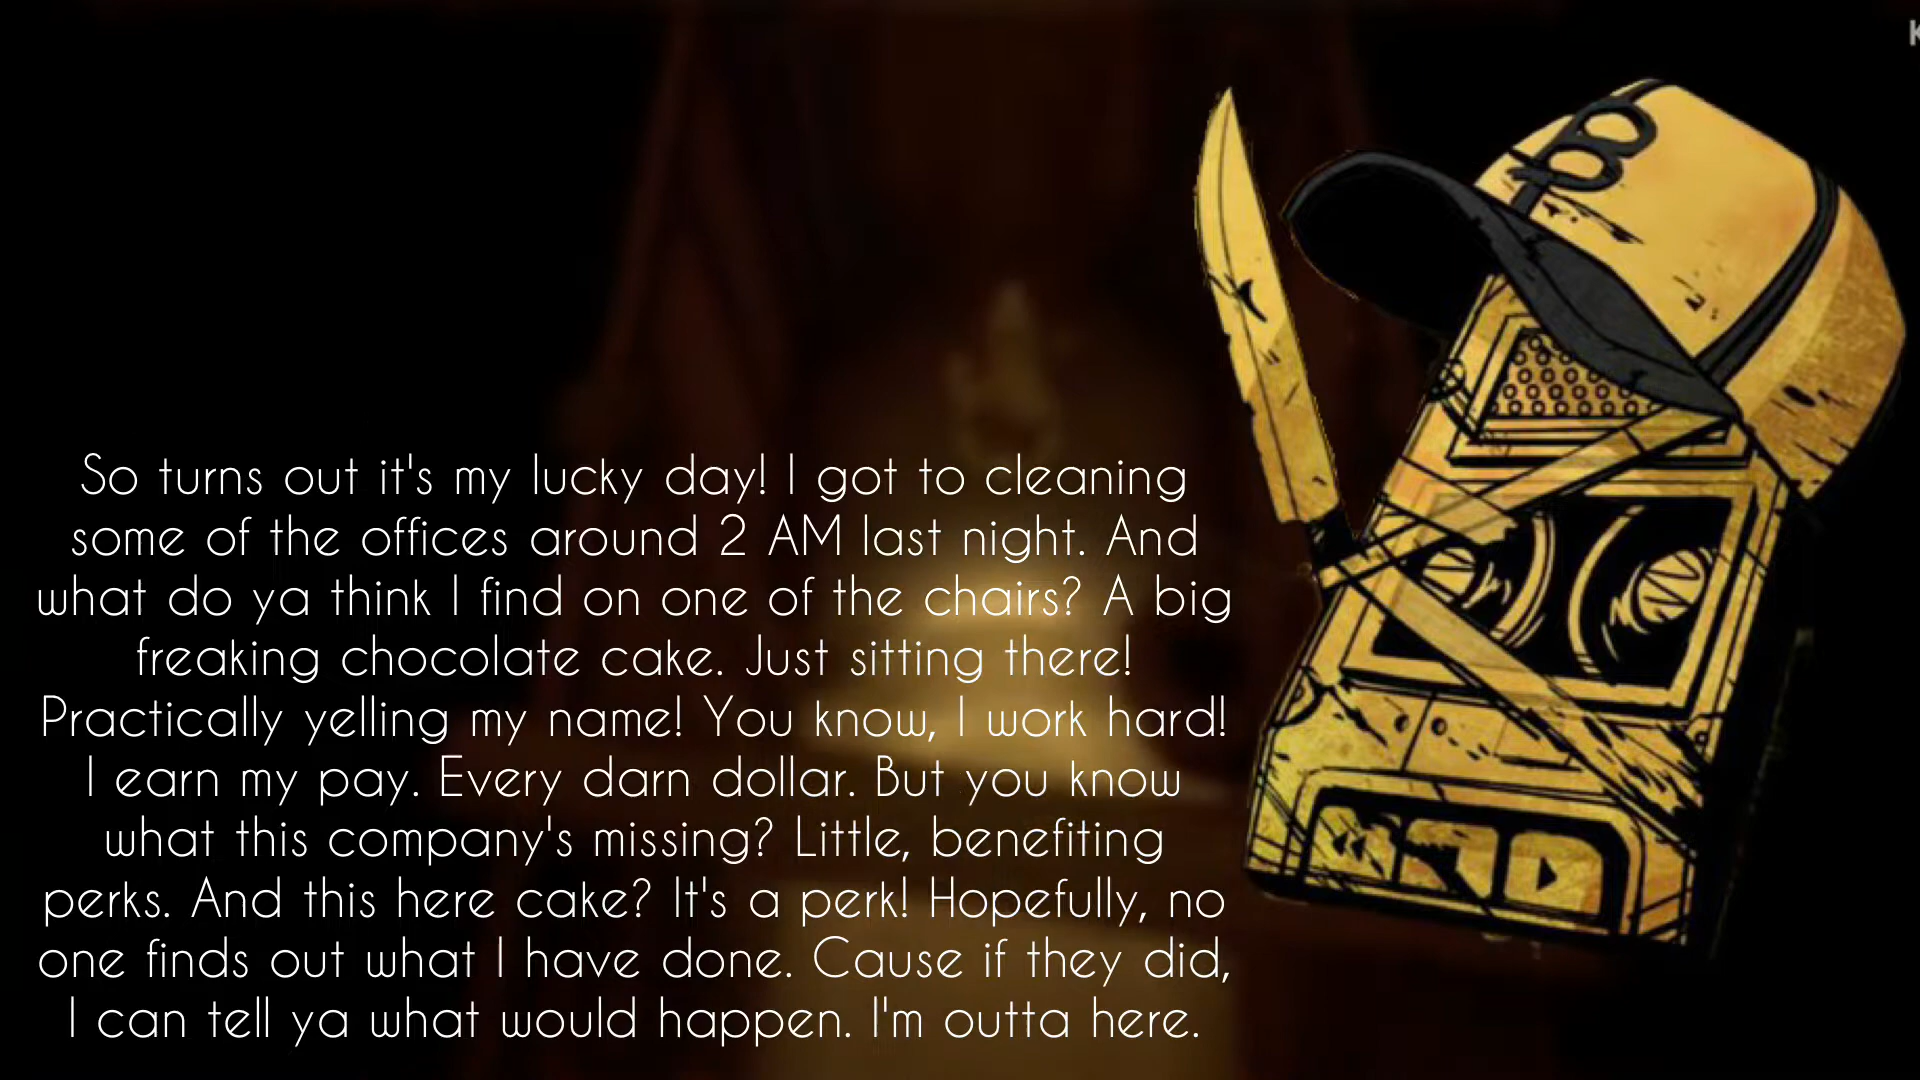 K
B
So turns out it's my lucky day! I got to cleaning
some of the offices around 2 AM last night. And
what do ya think I find on one of the chairs? A big
freaking chocolate cake. Just sitting there!
Practically yelling my name! You know, I work hard!
I earn my pay. Every darn dollar. But you know
what this company's missing? Little, benefiting
perks. And this here cake? It's a perk! Hopefully, no
one finds out what I have done. Cause if they did,
I can tell ya what would happen. I'm outta here.